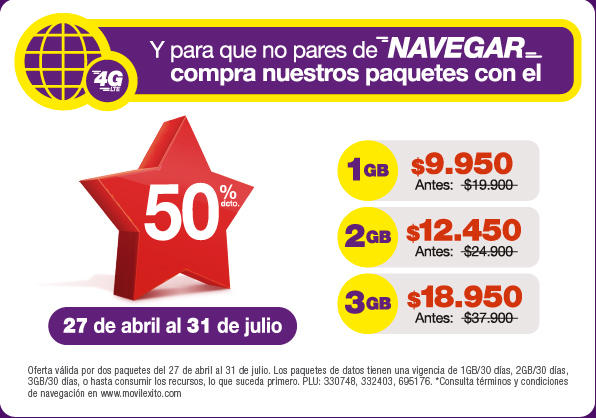 Y para que no pares de NAVEGAR
compra nuestros paquetes con el
4G
LTE
50%
dcto.
27 de abril al 31 de julio
1GB
$9.950
Antes: $19.900
2GB
$12.450
Antes: $24.900
3GB
$18.950
Antes: $37.900
Oferta válida por dos paquetes del 27 de abril al 31 de julio. Los paquetes de datos tienen una vigencia de 1GB/30 días, 2GB/30 días,
3GB/30 días, o hasta consumir los recursos, lo que suceda primero. PLU: 330748, 332403, 695176. *Consulta términos y condiciones
de navegación en www.movilexito.com